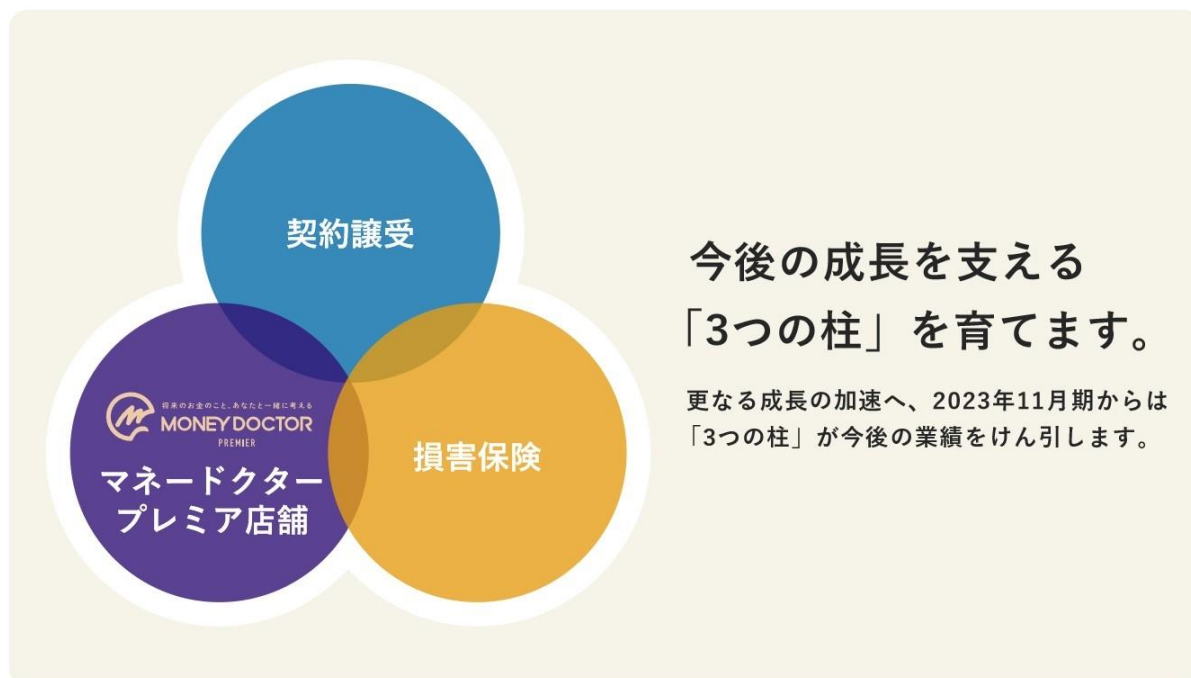 契約譲受
将来のお金のこと、あなたと一緒に考える
MONEY DOCTOR
PREMIER
マネードクター
プレミア店舗
損害保険
今後の成長を支える
「3つの柱」を育てます。
更なる成長の加速へ、2023年11月期からは
「3つの柱」が今後の業績をけん引します。